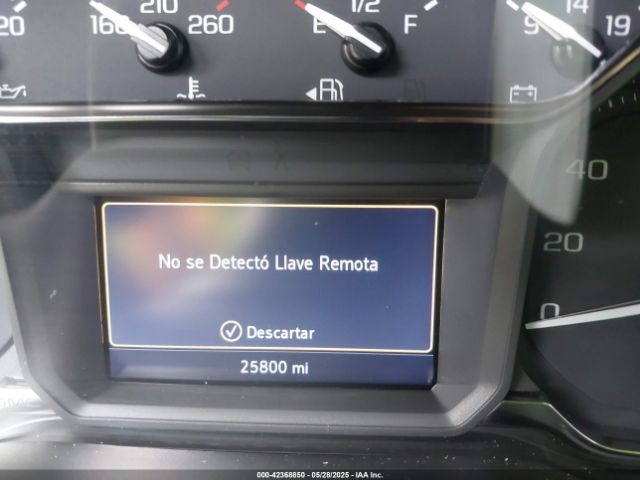 20 160 210 260 E 1/2 F 9 14 19
No se Detectó Llave Remota
Descartar
25800 mi
40
20
0
000-42368850 | 05/28/2025 | IAA Inc.